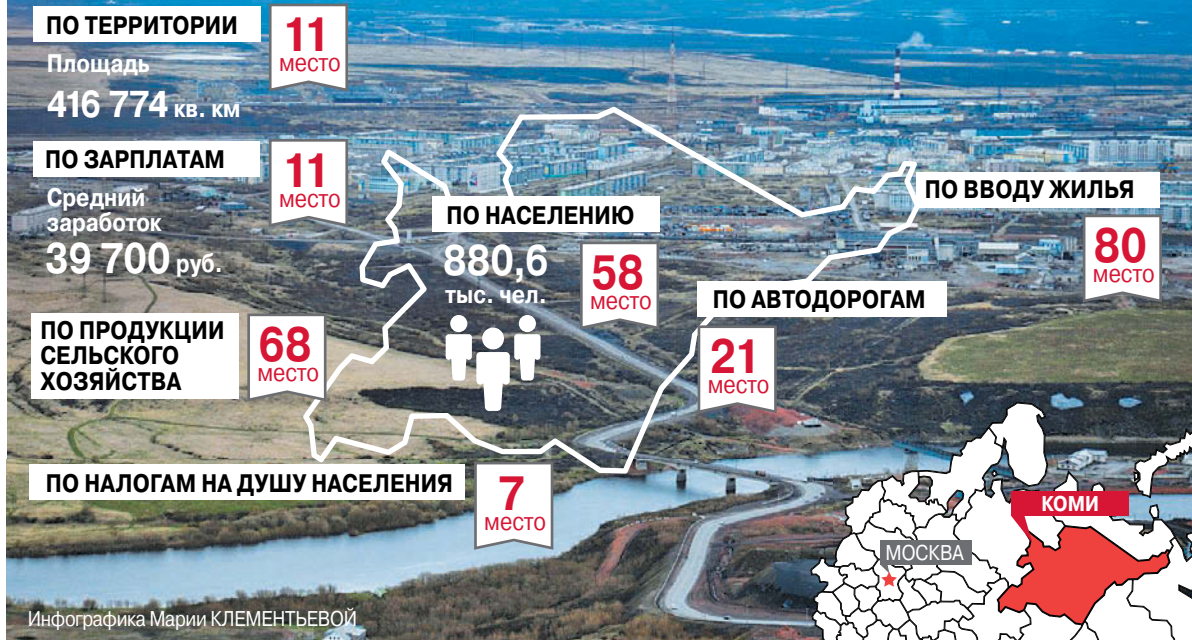 ПО ТЕРРИТОРИИ
11
место
Площадь
416 774 кв. км
ПО ЗАРПЛАТАМ
11
место
Средний
заработок
39 700 руб.
ПО НАСЕЛЕНИЮ
880,6
тыс. чел.
58
место
ПО ВВОДУ ЖИЛЬЯ
80
место
ПО АВТОДОРОГАМ
21
место
ПО ПРОДУКЦИИ
СЕЛЬСКОГО
ХОЗЯЙСТВА
68
место
ПО НАЛОГАМ НА ДУШУ НАСЕЛЕНИЯ
7
место
КОМИ
МОСКВА
Инфографика Марии КЛЕМЕНТЬЕВОЙ